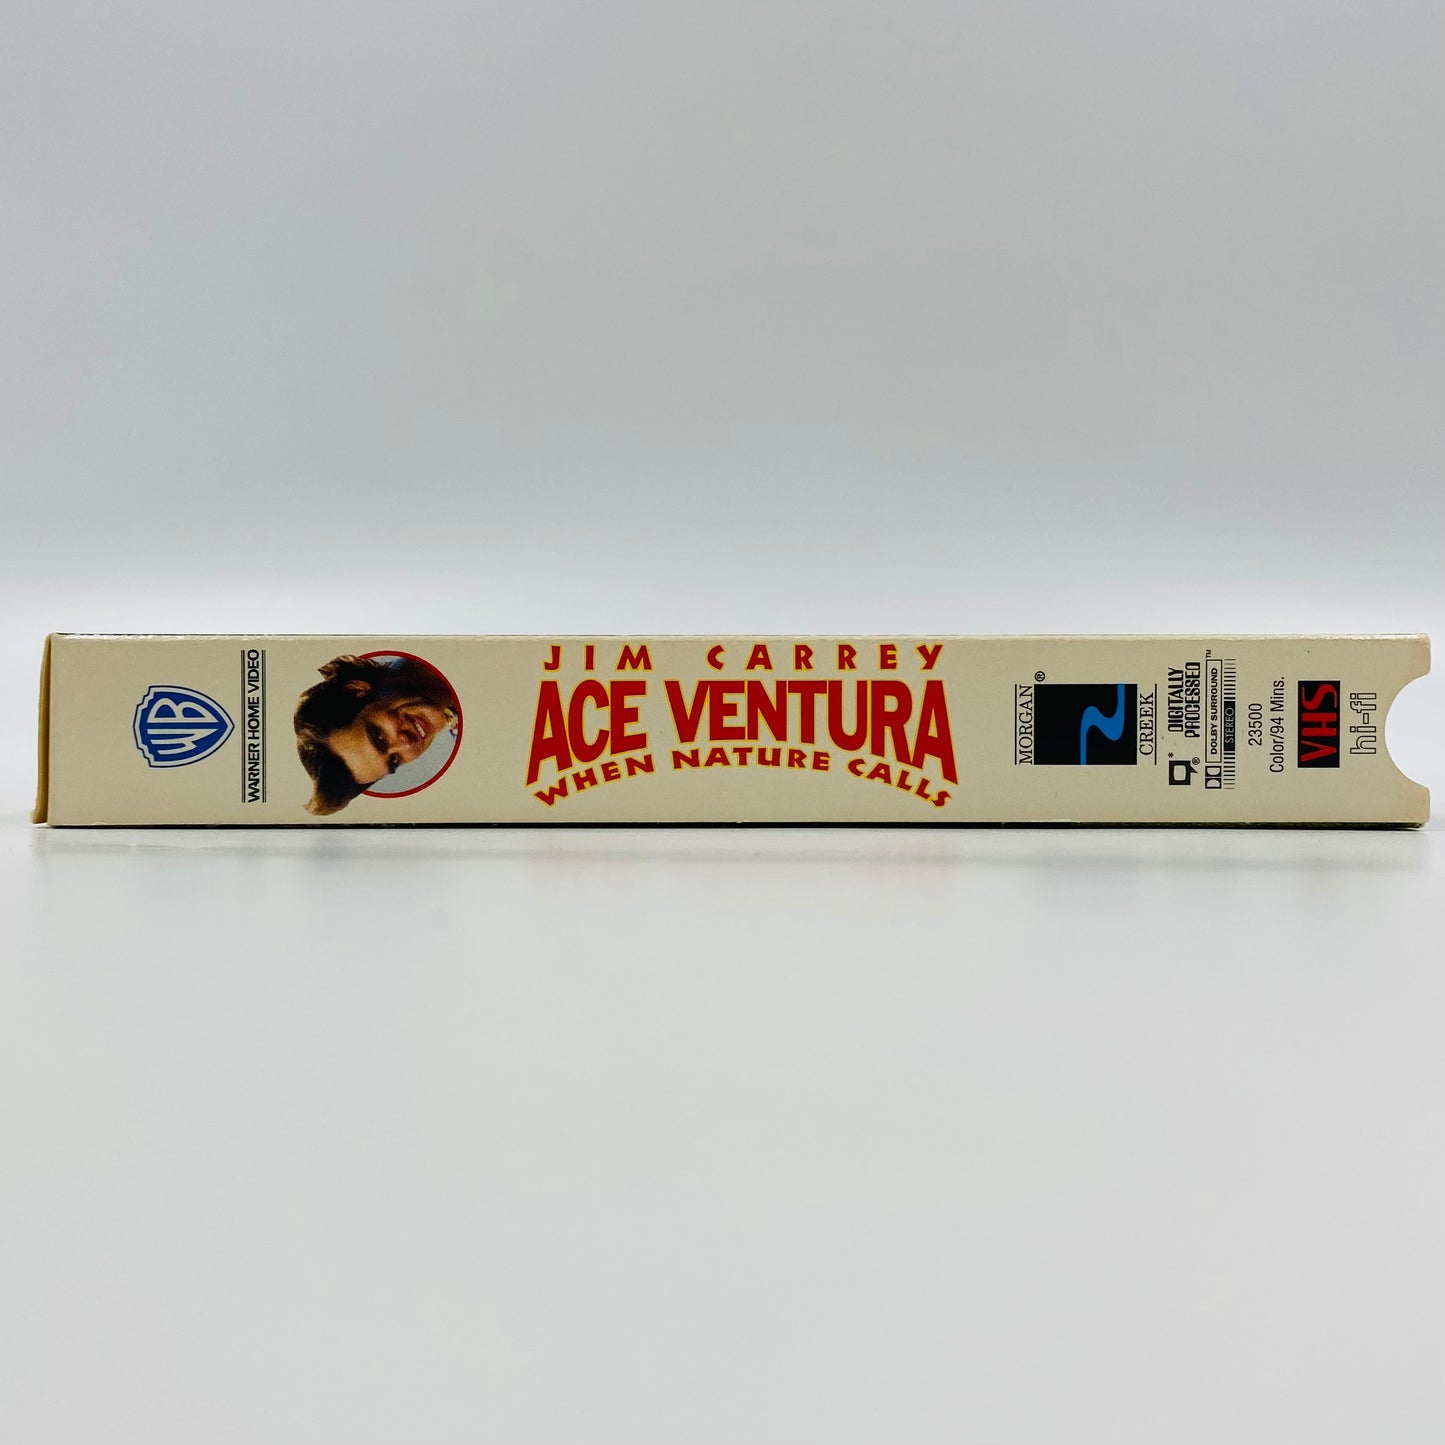 WB
WARNER HOME VIDEO
JIM CARREY
ACE VENTURA
WHEN NATURE CALLS
MORGAN ®
CREEK
* DIGITALLY
PROCESSED
®
DOLBY SURROUND ™
STEREO
23500
Color/94 Mins.
VHS
hi-fi